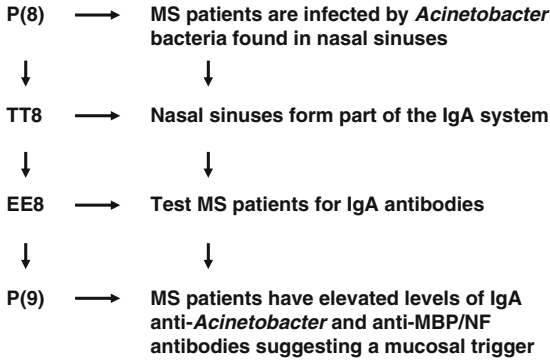 P(8) → MS patients are infected by Acinetobacter
bacteria found in nasal sinuses
TT8 → Nasal sinuses form part of the IgA system
EE8 → Test MS patients for IgA antibodies
P(9) → MS patients have elevated levels of IgA
anti-Acinetobacter and anti-MBP/NF
antibodies suggesting a mucosal trigger